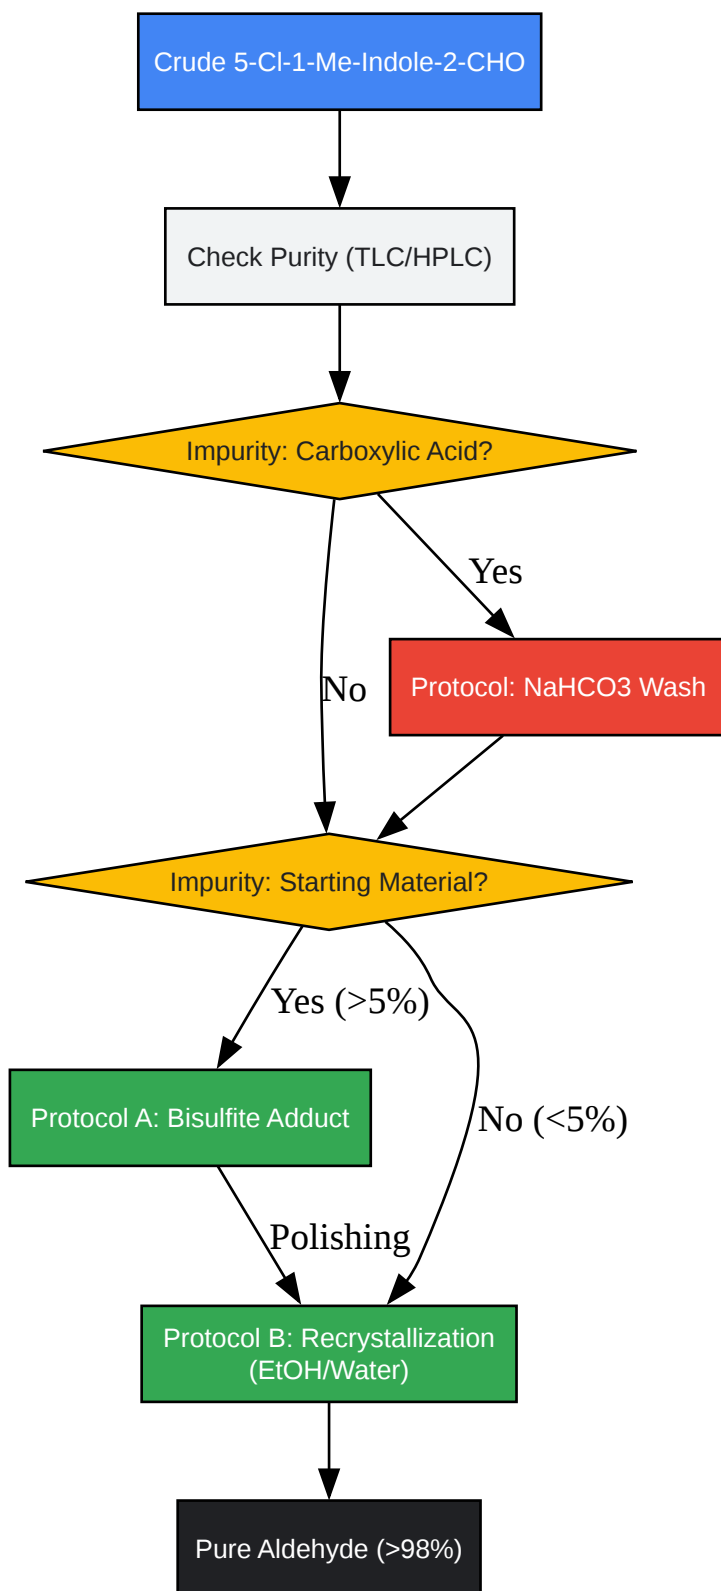 Crude 5-Cl-1-Me-Indole-2-CHO
Check Purity (TLC/HPLC)
Impurity: Carboxylic Acid?
Yes
No
Protocol: NaHCO3 Wash
Impurity: Starting Material?
Yes (>5%)
Protocol A: Bisulfite Adduct
No (<5%)
Polishing
Protocol B: Recrystallization
(EtOH/Water)
Pure Aldehyde (>98%)